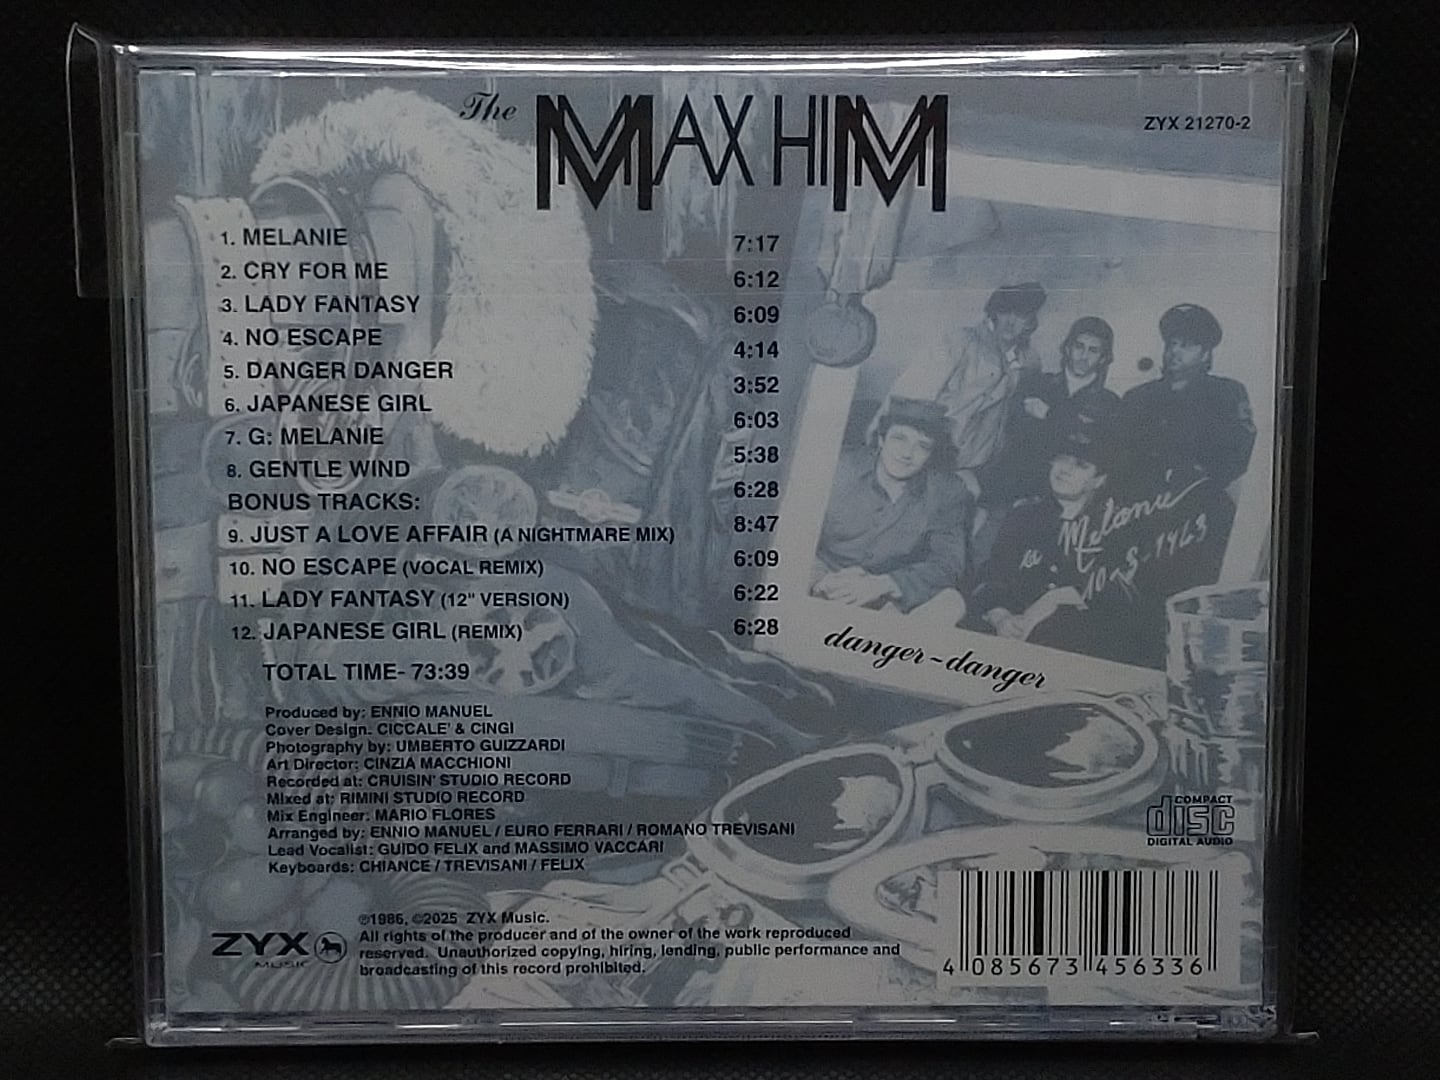 The MAX HIM
ZYX 21270-2
1. MELANIE 7:17
2. CRY FOR ME 6:12
3. LADY FANTASY 6:09
4. NO ESCAPE 4:14
5. DANGER DANGER 3:52
6. JAPANESE GIRL 6:03
7. G: MELANIE 5:38
8. GENTLE WIND 6:28
BONUS TRACKS:
9. JUST A LOVE AFFAIR (A NIGHTMARE MIX) 8:47
10. NO ESCAPE (VOCAL REMIX) 6:09
11. LADY FANTASY (12" VERSION) 6:22
12. JAPANESE GIRL (REMIX) 6:28
TOTAL TIME- 73:39
a Melanie
10-3-1963
danger-danger
Produced by: ENNIO MANUEL
Cover Design: CICCALE' & CINGI
Photography by: UMBERTO GUIZZARDI
Art Director: CINZIA MACCHIONI
Recorded at: CRUISIN' STUDIO RECORD
Mixed at: RIMINI STUDIO RECORD
Mix Engineer: MARIO FLORES
Arranged by: ENNIO MANUEL / EURO FERRARI / ROMANO TREVISANI
Lead Vocalist: GUIDO FELIX and MASSIMO VACCARI
Keyboards: CHIANCE / TREVISANI / FELIX
COMPACT
disc
DIGITAL AUDIO
ZYX
MUSIC
℗1986, ©2025 ZYX Music.
All rights of the producer and of the owner of the work reproduced
reserved. Unauthorized copying, hiring, lending, public performance and
broadcasting of this record prohibited.
4 085673 456336